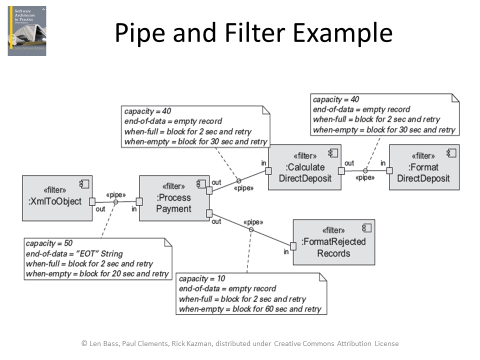 Software
Architecture
in Practice
Pipe and Filter Example
capacity = 40
end-of-data = empty record
when-full = block for 2 sec and retry
when-empty = block for 30 sec and retry
capacity = 40
end-of-data = empty record
when-full = block for 2 sec and retry
when-empty = block for 30 sec and retry
«filter»
:XmlToObject
out
«pipe»
in
«filter»
:Process
Payment
out
out
«pipe»
in
«filter»
:Calculate
DirectDeposit
out
«pipe»
in
«filter»
:Format
DirectDeposit
«pipe»
in
«filter»
:FormatRejected
Records
capacity = 50
end-of-data = "EOT" String
when-full = block for 2 sec and retry
when-empty = block for 20 sec and retry
capacity = 10
end-of-data = empty record
when-full = block for 2 sec and retry
when-empty = block for 60 sec and retry
© Len Bass, Paul Clements, Rick Kazman, distributed under Creative Commons Attribution License